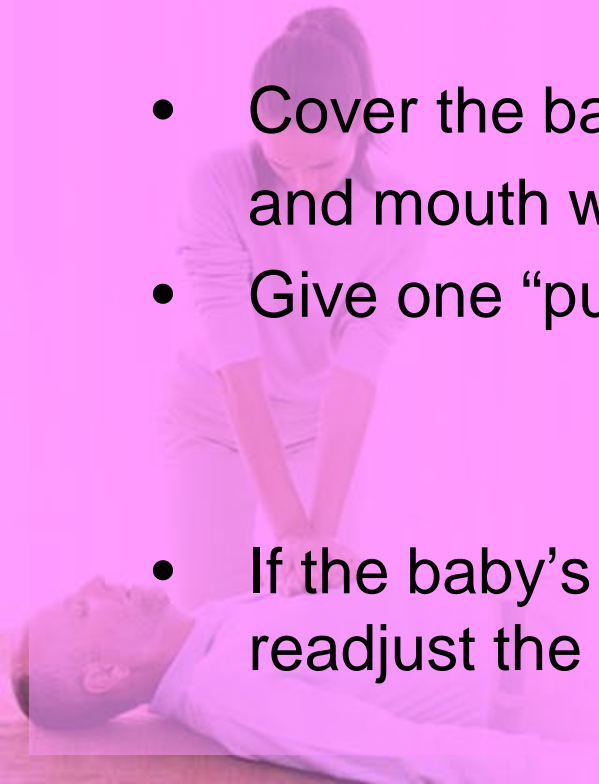 • Cover the ba
and mouth w
• Give one “pu
• If the baby’s
readjust the